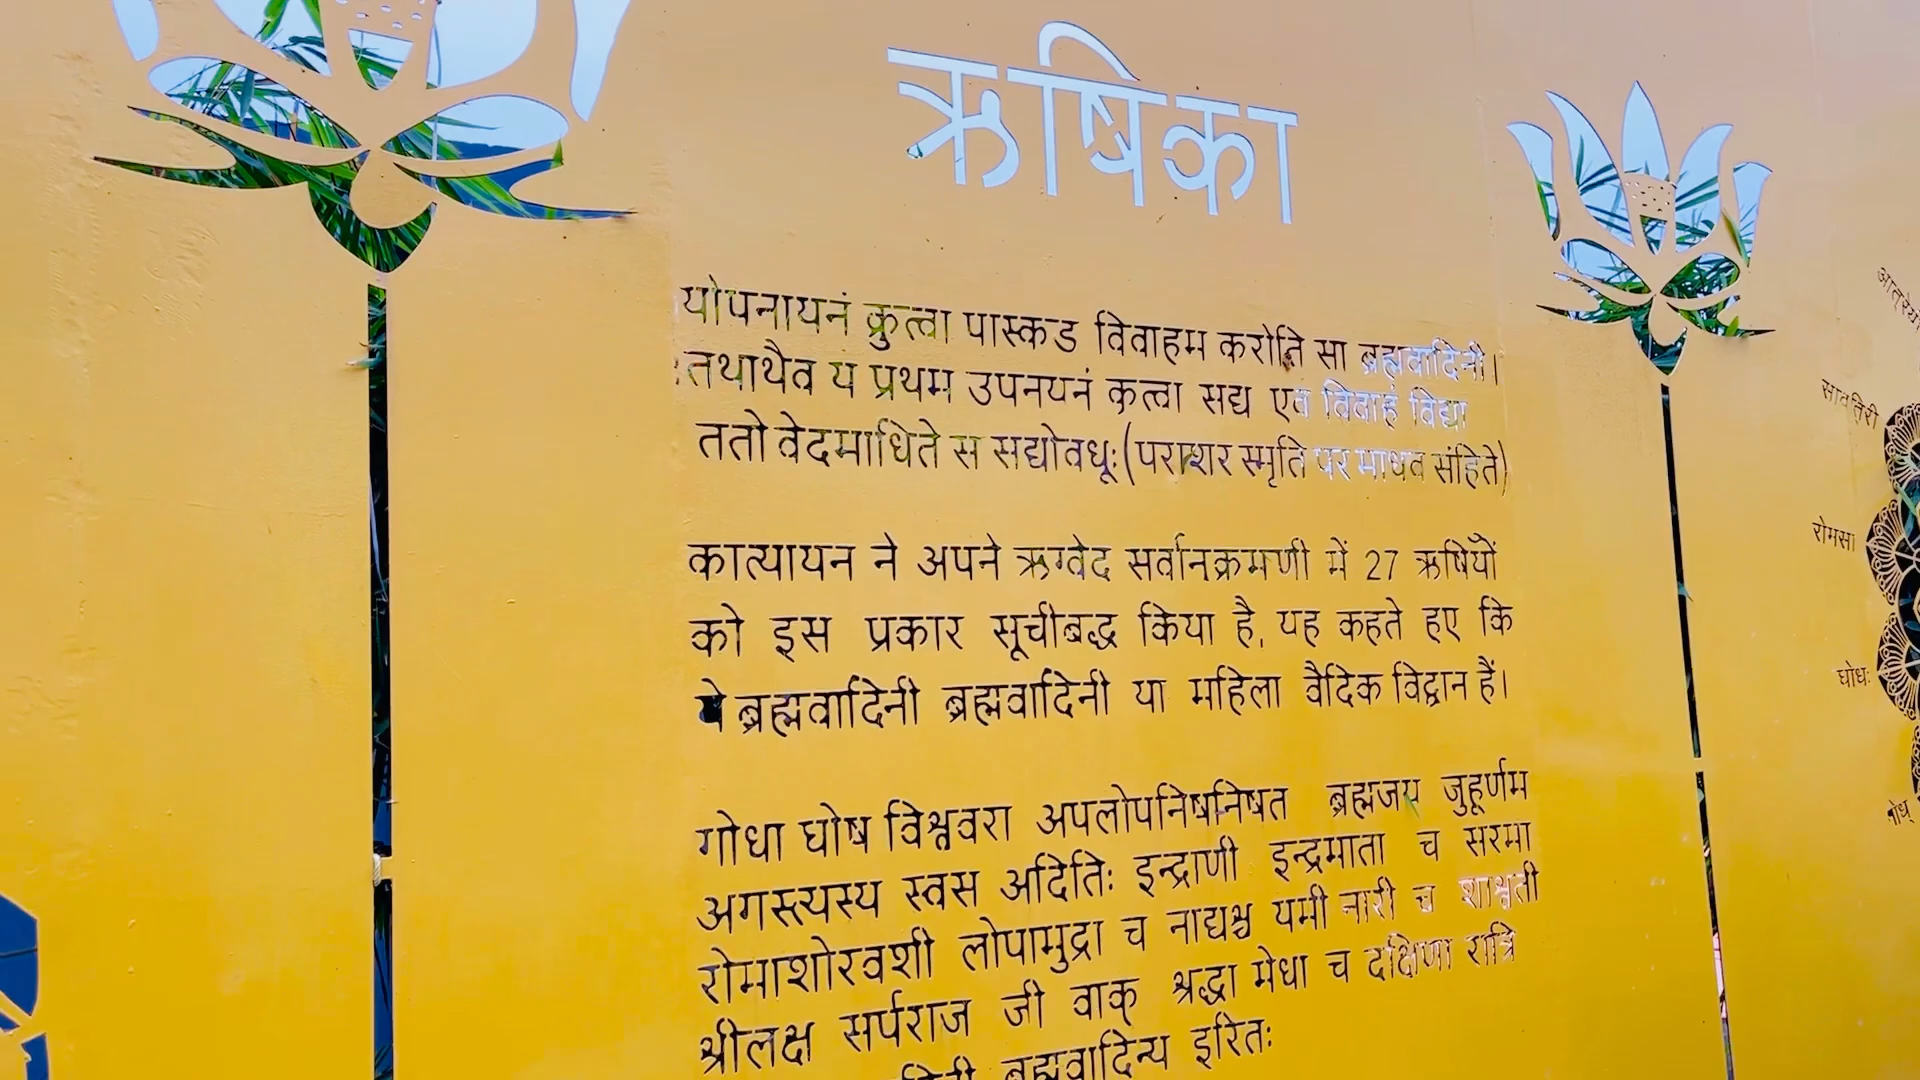 ऋषिका
योपनायनं क्रुत्वा पास्कड विवाहम करोति सा ब्रह्मवादिनी।
तथाथैव य प्रथम उपनयनं कृत्वा सद्य एव विवाहं विद्या
ततो वेदमाधिते स सद्योवधूः (पराशर स्मृति पर माधव संहिते)
कात्यायन ने अपने ऋग्वेद सर्वानक्रमणी में 27 ऋषियों
को इस प्रकार सूचीबद्ध किया है, यह कहते हए कि
ये ब्रह्मवार्दिनी ब्रह्मवार्दिनी या महिला वैदिक विद्वान हैं।
गोधा घोष विश्ववरा अपलोपनिषनिषत ब्रह्मजय जुहूर्णम
अगस्त्यस्य स्वस अदितिः इन्द्राणी इन्द्रमाता च सरमा
रोमाशोरवशी लोपामुद्रा च नाद्यश्च यमी नारी च शाश्वती
श्रीलक्ष सर्पराज जी वाक् श्रद्धा मेधा च दक्षिणा रात्रि
ब्रह्मवादिन्य इरितः
सावतिरी
रोमसा
घोधः